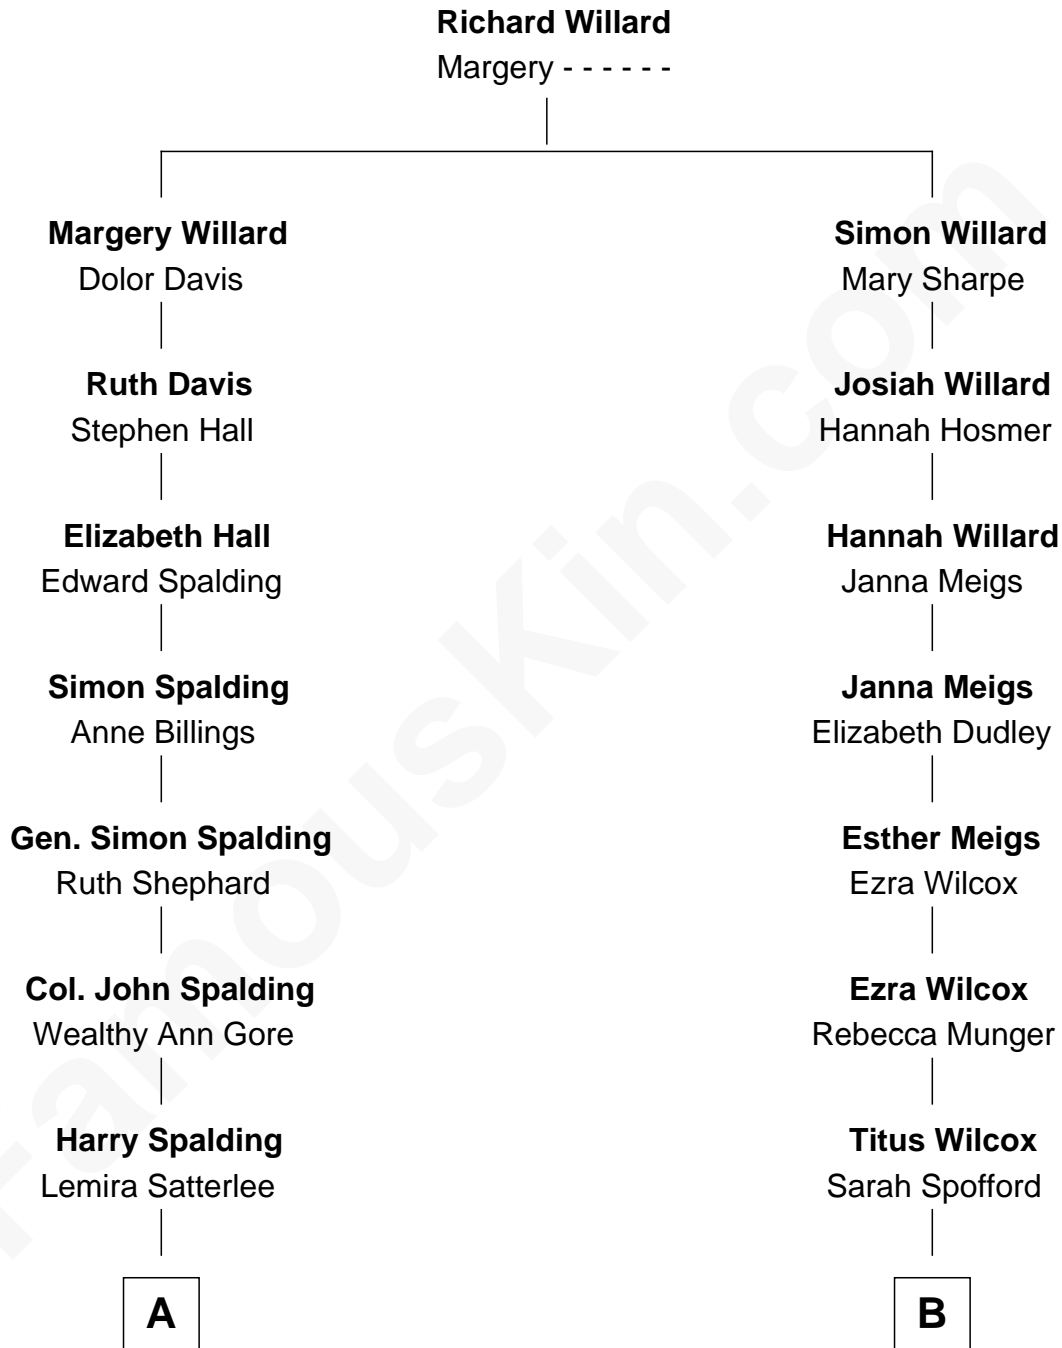 Richard Willard
Margery - - - - - -
Margery Willard
Dolor Davis
Simon Willard
Mary Sharpe
Ruth Davis
Stephen Hall
Josiah Willard
Hannah Hosmer
Elizabeth Hall
Edward Spalding
Hannah Willard
Janna Meigs
Simon Spalding
Anne Billings
Janna Meigs
Elizabeth Dudley
Gen. Simon Spalding
Ruth Shephard
Esther Meigs
Ezra Wilcox
Col. John Spalding
Wealthy Ann Gore
Ezra Wilcox
Rebecca Munger
Harry Spalding
Lemira Satterlee
Titus Wilcox
Sarah Spofford
A
B
FamousKin.com